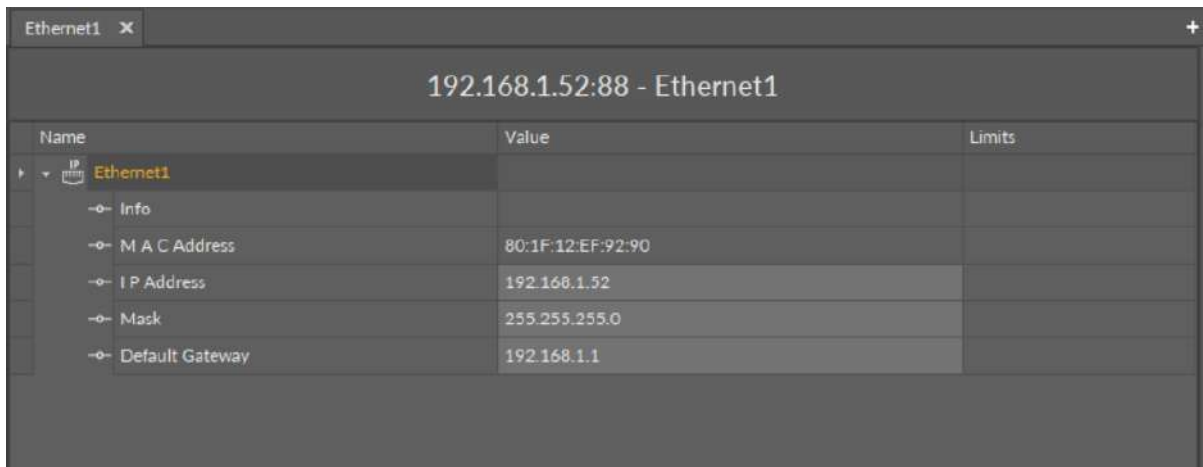 Ethernet1
192.168.1.52:88 - Ethernet1
Name Value Limits
IP Ethernet1
Info
M A C Address 80:1F:12:EF:92:90
I P Address 192.168.1.52
Mask 255.255.255.0
Default Gateway 192.168.1.1